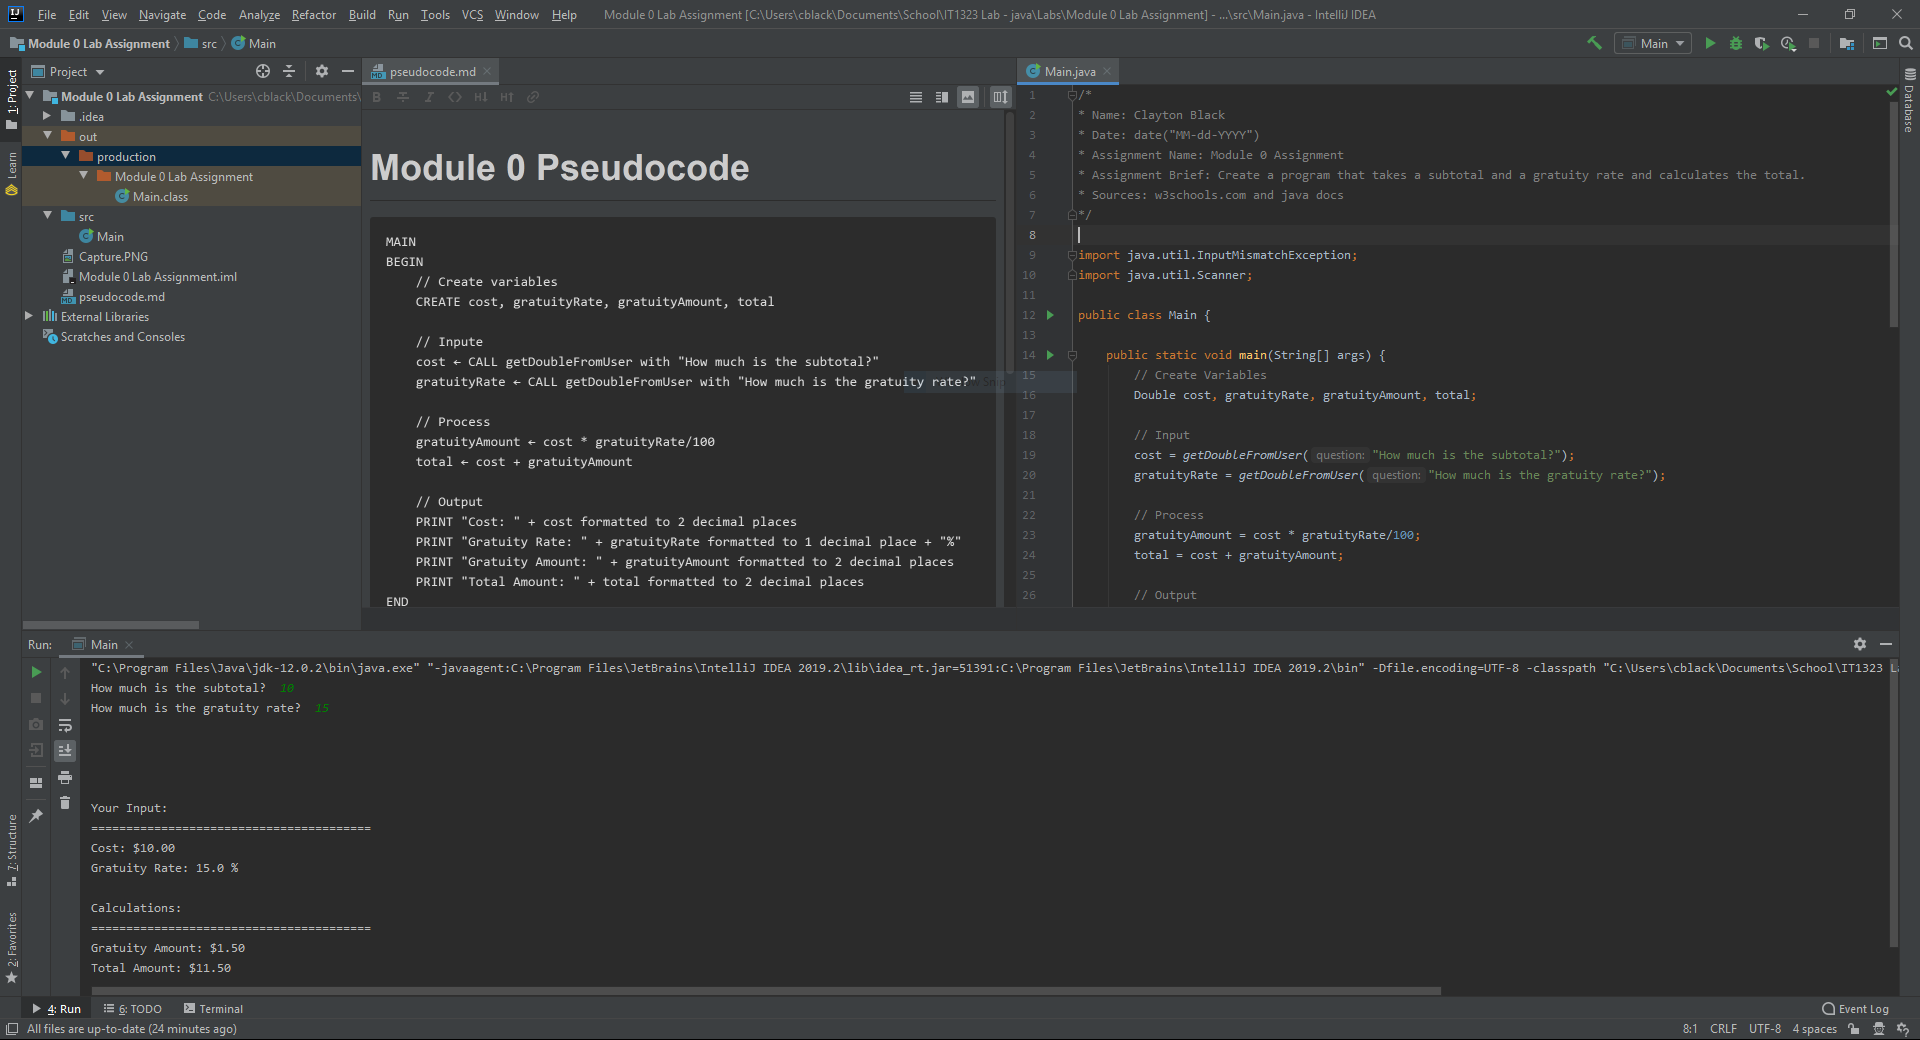 File Edit View Navigate Code Analyze Refactor Build Run Tools VCS Window Help Module 0 Lab Assignment [C:\Users\cblack\Documents\School\IT1323 Lab - java\Labs\Module 0 Lab Assignment] - ...\src\Main.java - IntelliJ IDEA
Module 0 Lab Assignment src Main
Main
1: Project
Learn
7: Structure
2: Favorites
Project
Module 0 Lab Assignment C:\Users\cblack\Documents\
.idea
out
production
Module 0 Lab Assignment
Main.class
src
Main
Capture.PNG
Module 0 Lab Assignment.iml
pseudocode.md
External Libraries
Scratches and Consoles
pseudocode.md
Module 0 Pseudocode
MAIN
BEGIN
// Create variables
CREATE cost, gratuityRate, gratuityAmount, total
// Inpute
cost ← CALL getDoubleFromUser with "How much is the subtotal?"
gratuityRate ← CALL getDoubleFromUser with "How much is the gratuity rate?"
// Process
gratuityAmount ← cost * gratuityRate/100
total ← cost + gratuityAmount
// Output
PRINT "Cost: " + cost formatted to 2 decimal places
PRINT "Gratuity Rate: " + gratuityRate formatted to 1 decimal place + "%"
PRINT "Gratuity Amount: " + gratuityAmount formatted to 2 decimal places
PRINT "Total Amount: " + total formatted to 2 decimal places
END
Main.java
1 /*
2 * Name: Clayton Black
3 * Date: date("MM-dd-YYYY")
4 * Assignment Name: Module 0 Assignment
5 * Assignment Brief: Create a program that takes a subtotal and a gratuity rate and calculates the total.
6 * Sources: w3schools.com and java docs
7 */
8
9 import java.util.InputMismatchException;
10 import java.util.Scanner;
11
12 public class Main {
13
14 public static void main(String[] args) {
15 // Create Variables
16 Double cost, gratuityRate, gratuityAmount, total;
17
18 // Input
19 cost = getDoubleFromUser( question: "How much is the subtotal?");
20 gratuityRate = getDoubleFromUser( question: "How much is the gratuity rate?");
21
22 // Process
23 gratuityAmount = cost * gratuityRate/100;
24 total = cost + gratuityAmount;
25
26 // Output
Database
Run: Main
"C:\Program Files\Java\jdk-12.0.2\bin\java.exe" "-javaagent:C:\Program Files\JetBrains\IntelliJ IDEA 2019.2\lib\idea_rt.jar=51391:C:\Program Files\JetBrains\IntelliJ IDEA 2019.2\bin" -Dfile.encoding=UTF-8 -classpath "C:\Users\cblack\Documents\School\IT1323 L
How much is the subtotal? 10
How much is the gratuity rate? 15
Your Input:
========================================
Cost: $10.00
Gratuity Rate: 15.0 %
Calculations:
========================================
Gratuity Amount: $1.50
Total Amount: $11.50
4: Run 6: TODO Terminal Event Log
All files are up-to-date (24 minutes ago) 8:1 CRLF UTF-8 4 spaces